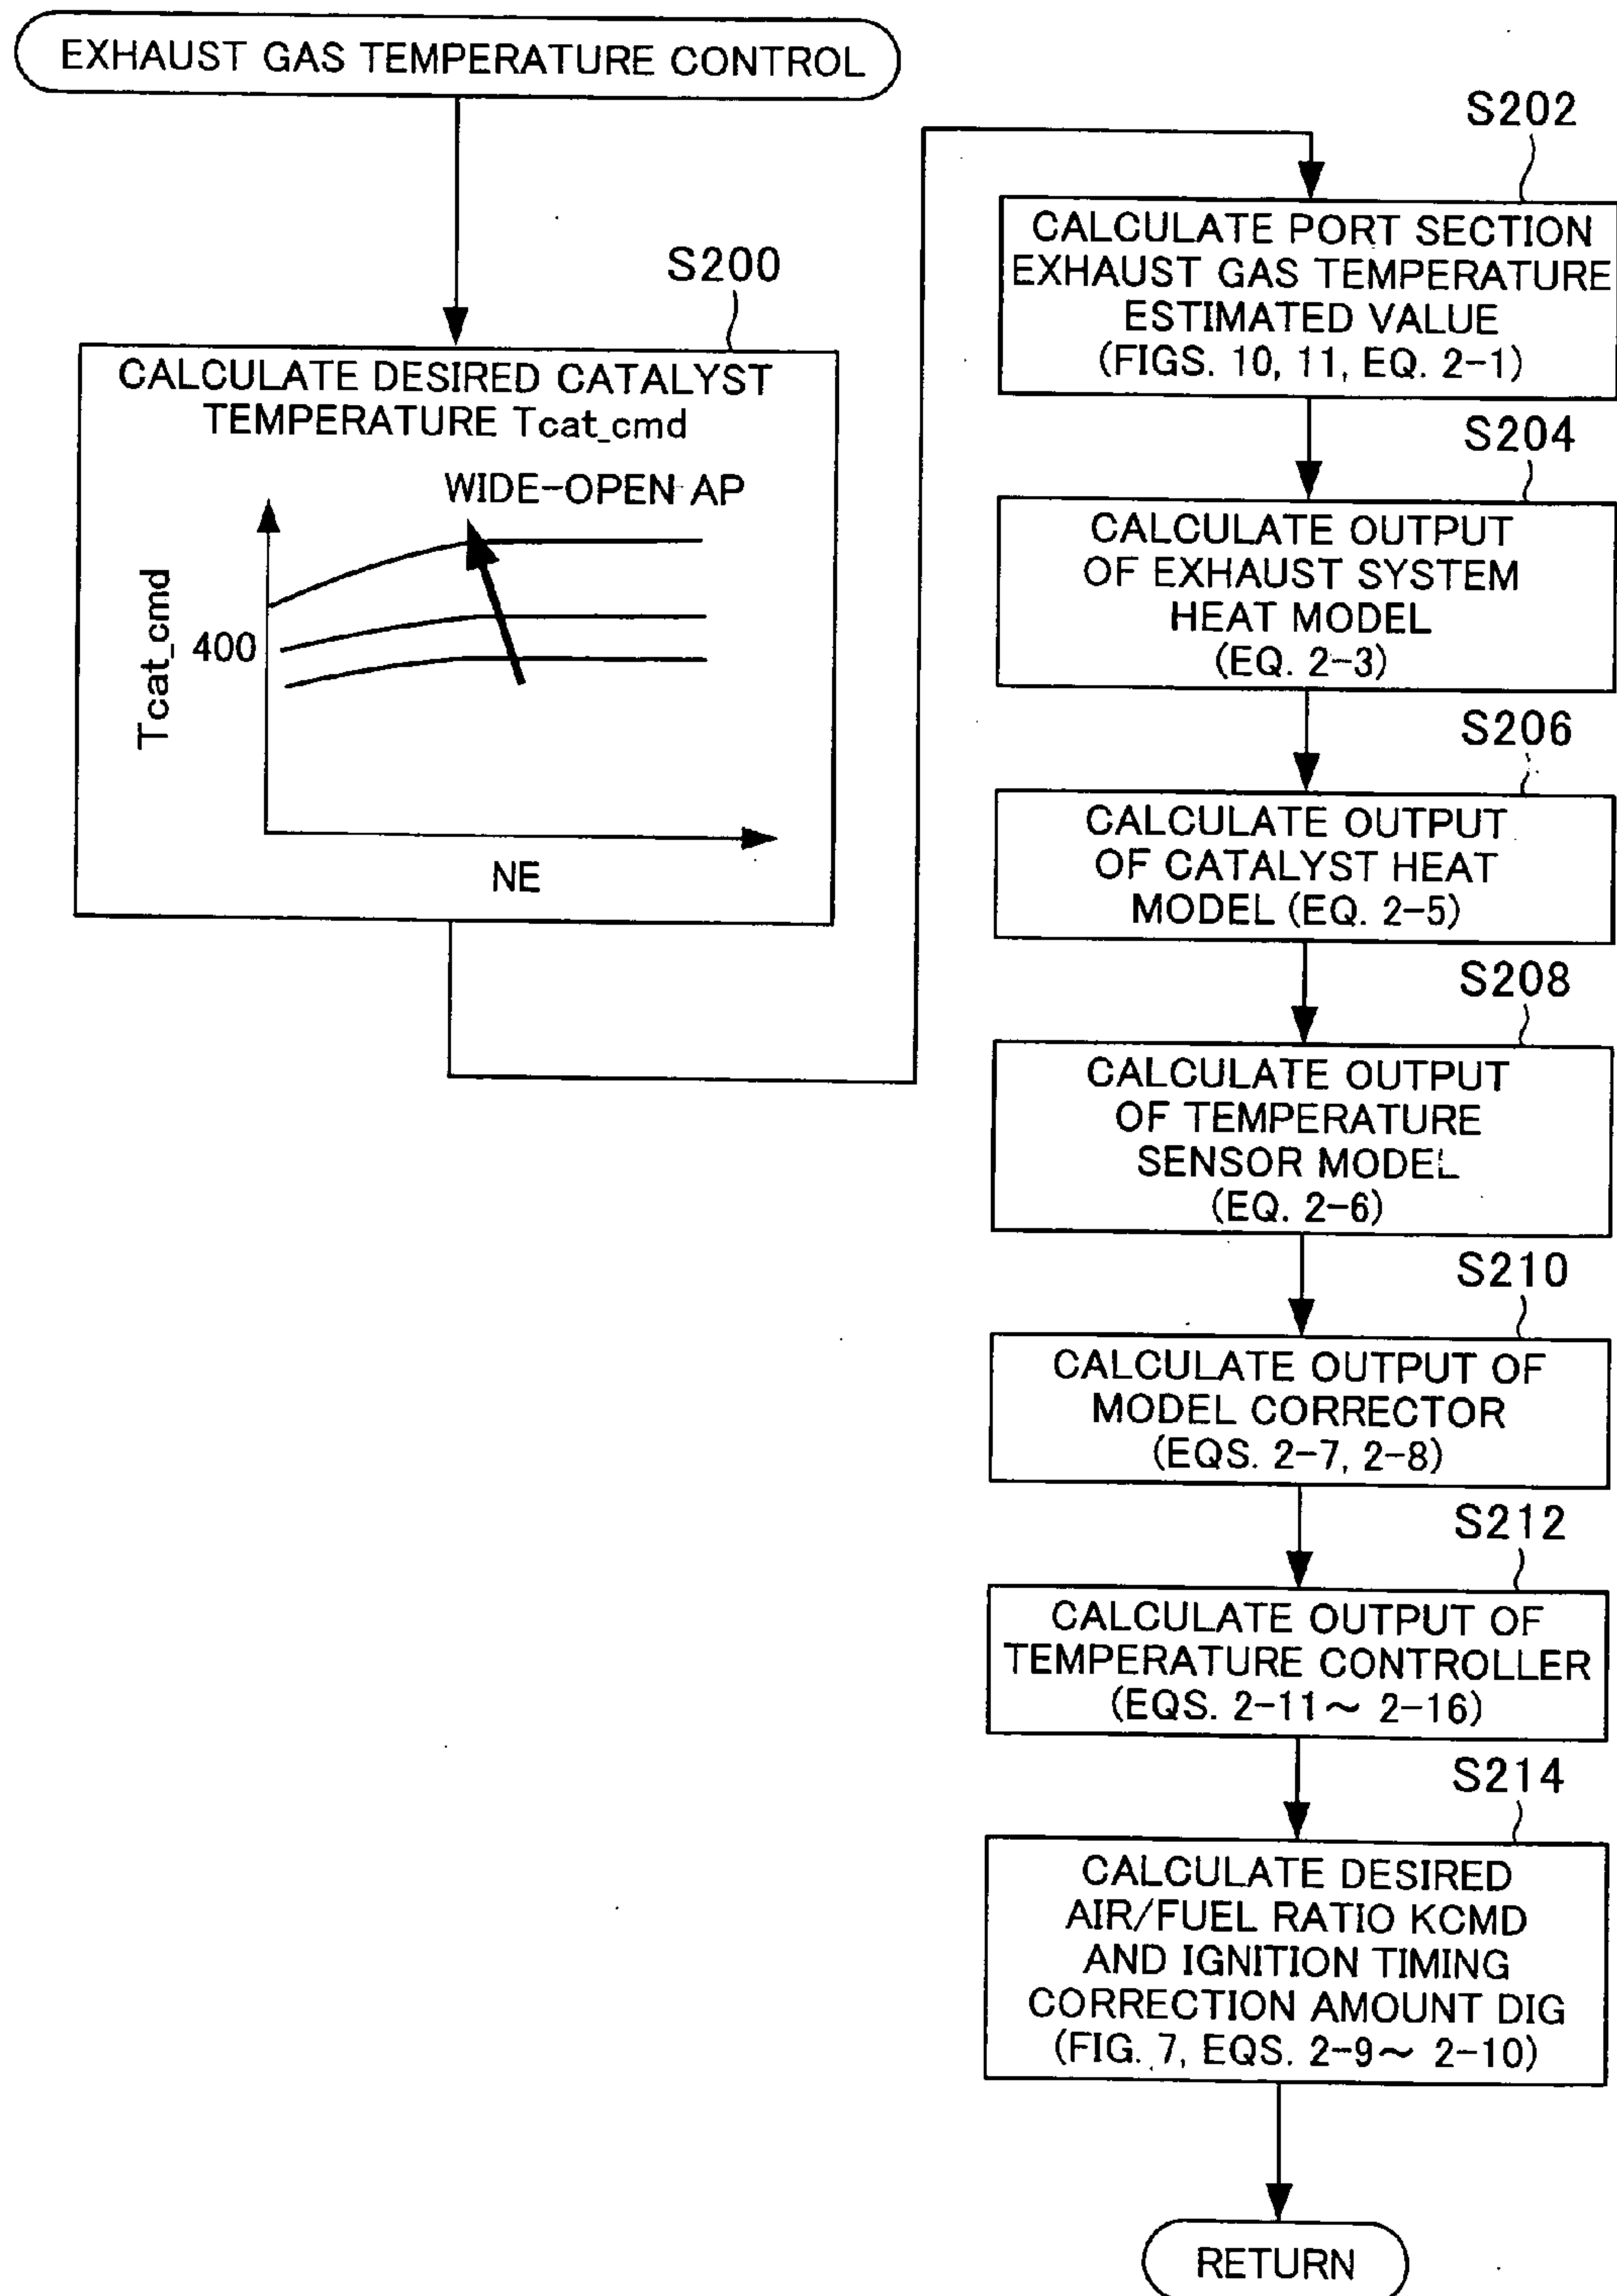 EXHAUST GAS TEMPERATURE CONTROL
S200
CALCULATE DESIRED CATALYST
TEMPERATURE Tcat_cmd
WIDE-OPEN AP
Tcat_cmd
400
NE
S202
CALCULATE PORT SECTION
EXHAUST GAS TEMPERATURE
ESTIMATED VALUE
(FIGS. 10, 11, EQ. 2-1)
S204
CALCULATE OUTPUT
OF EXHAUST SYSTEM
HEAT MODEL
(EQ. 2-3)
S206
CALCULATE OUTPUT
OF CATALYST HEAT
MODEL (EQ. 2-5)
S208
CALCULATE OUTPUT
OF TEMPERATURE
SENSOR MODEL
(EQ. 2-6)
S210
CALCULATE OUTPUT OF
MODEL CORRECTOR
(EQS. 2-7, 2-8)
S212
CALCULATE OUTPUT OF
TEMPERATURE CONTROLLER
(EQS. 2-11~ 2-16)
S214
CALCULATE DESIRED
AIR/FUEL RATIO KCMD
AND IGNITION TIMING
CORRECTION AMOUNT DIG
(FIG. 7, EQS. 2-9~ 2-10)
RETURN